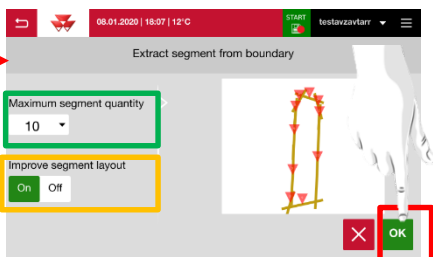 08.01.2020 | 18:07 | 12°C
START
testavzavtarr
Extract segment from boundary
Maximum segment quantity
10
Improve segment layout
On Off
OK